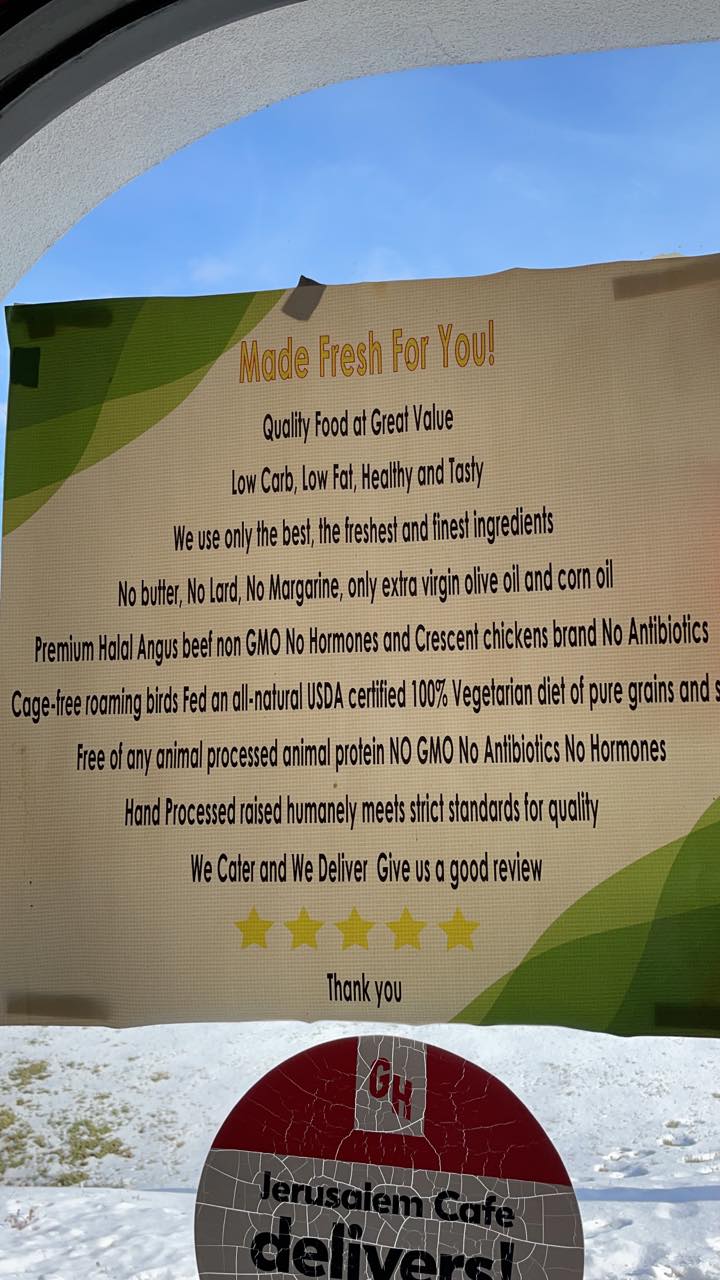 Made Fresh For You!
Quality Food at Great Value
Low Carb, Low Fat, Healthy and Tasty
We use only the best, the freshest and finest ingredients
No butter, No Lard, No Margarine, only extra virgin olive oil and corn oil
Premium Halal Angus beef non GMO No Hormones and Crescent chickens brand No Antibiotics
Cage-free roaming birds Fed an all-natural USDA certified 100% Vegetarian diet of pure grains and
Free of any animal processed animal protein NO GMO No Antibiotics No Hormones
Hand Processed raised humanely meets strict standards for quality
We Cater and We Deliver Give us a good review
Thank you
GH
Jerusalem Cafe
delivers!